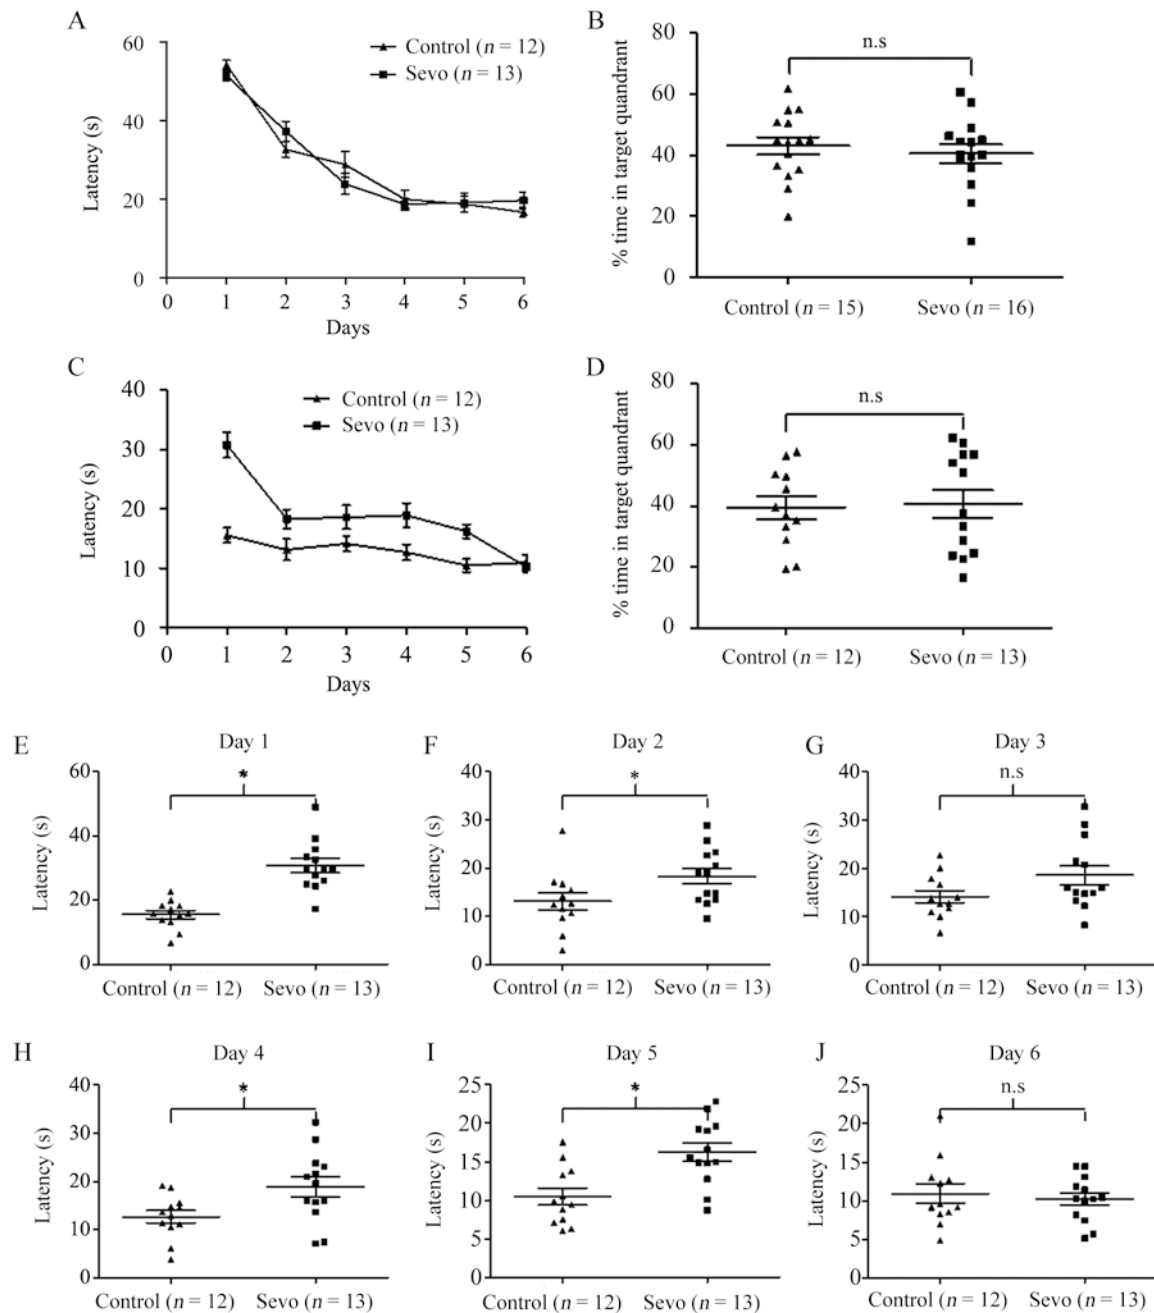 A
60
40
20
0
Latency (s)
Control (n = 12)
Sevo (n = 13)
0 1 2 3 4 5 6
Days
B
80
60
40
20
0
% time in target quandrant
n.s
Control (n = 15) Sevo (n = 16)
C
40
30
20
10
0
Latency (s)
Control (n = 12)
Sevo (n = 13)
0 1 2 3 4 5 6
Days
D
80
60
40
20
0
% time in target quandrant
n.s
Control (n = 12) Sevo (n = 13)
E Day 1
60
40
20
0
Latency (s)
*
Control (n = 12) Sevo (n = 13)
F Day 2
40
30
20
10
0
Latency (s)
*
Control (n = 12) Sevo (n = 13)
G Day 3
40
30
20
10
0
Latency (s)
n.s
Control (n = 12) Sevo (n = 13)
H Day 4
40
30
20
10
0
Latency (s)
*
Control (n = 12) Sevo (n = 13)
I Day 5
25
20
15
10
5
0
Latency (s)
*
Control (n = 12) Sevo (n = 13)
J Day 6
25
20
15
10
5
0
Latency (s)
n.s
Control (n = 12) Sevo (n = 13)